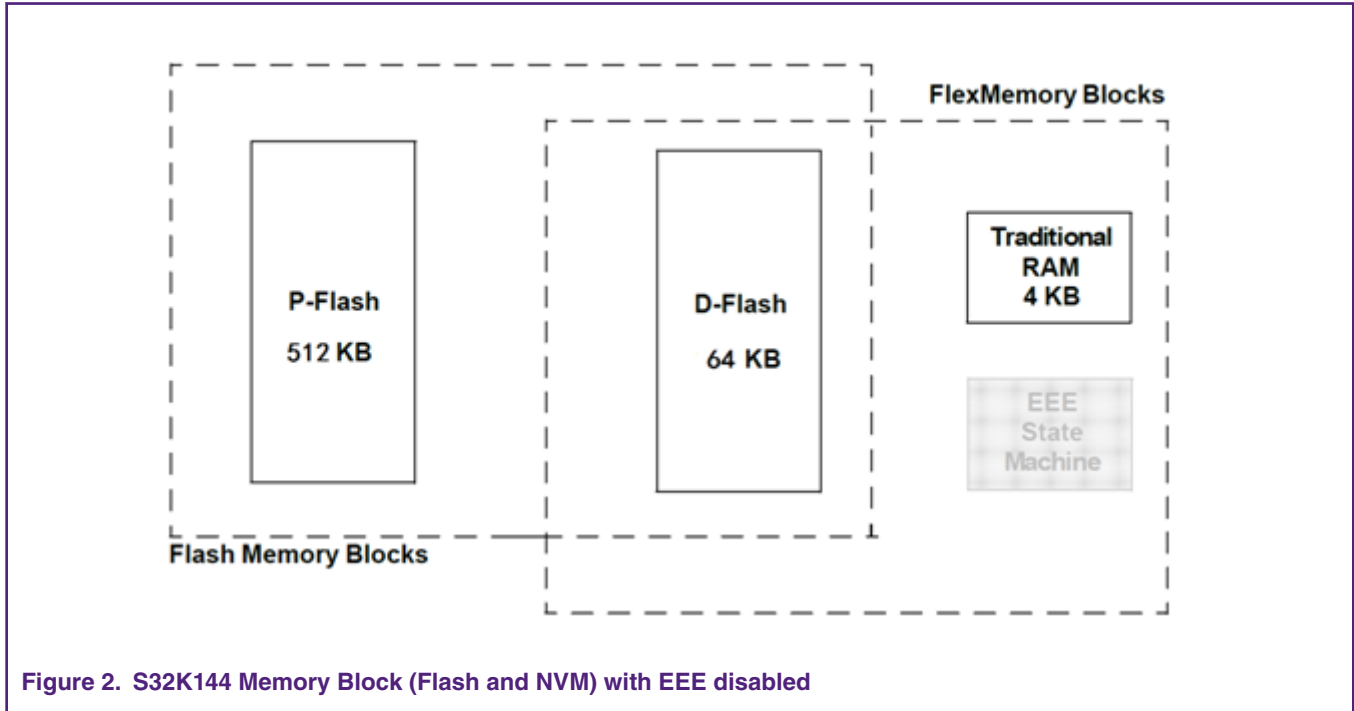 FlexMemory Blocks
Traditional
RAM
4 KB
P-Flash
512 KB
D-Flash
64 KB
EEE
State
Machine
Flash Memory Blocks
Figure 2. S32K144 Memory Block (Flash and NVM) with EEE disabled